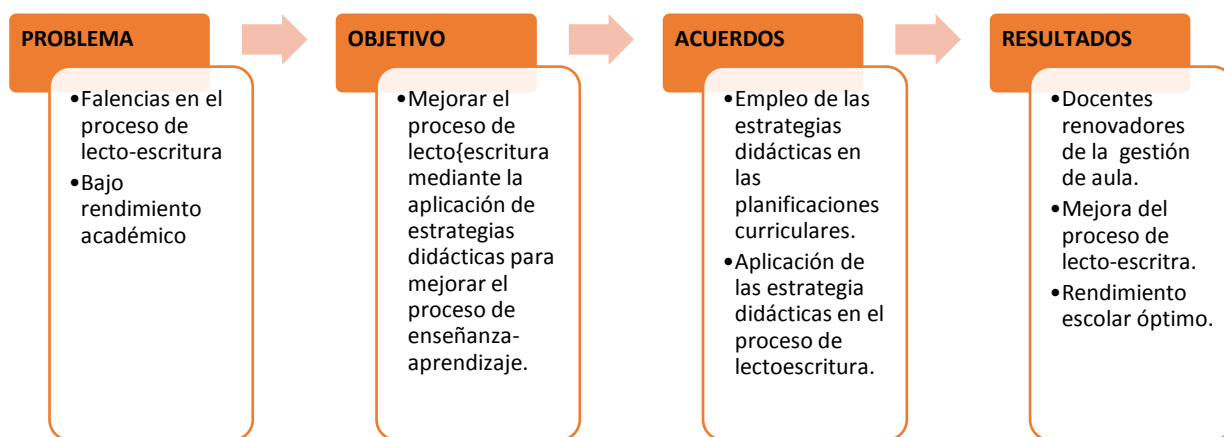 PROBLEMA
•Falencias en el
proceso de
lecto-escritura
•Bajo
rendimiento
académico
OBJETIVO
•Mejorar el
proceso de
lecto{escritura
mediante la
aplicación de
estrategias
didácticas para
mejorar el
proceso de
enseñanza-
aprendizaje.
ACUERDOS
•Empleo de las
estrategias
didácticas en
las
planificaciones
curriculares.
•Aplicación de
las estrategia
didácticas en el
proceso de
lectoescritura.
RESULTADOS
•Docentes
renovadores
de la gestión
de aula.
•Mejora del
proceso de
lecto-escritra.
•Rendimiento
escolar óptimo.